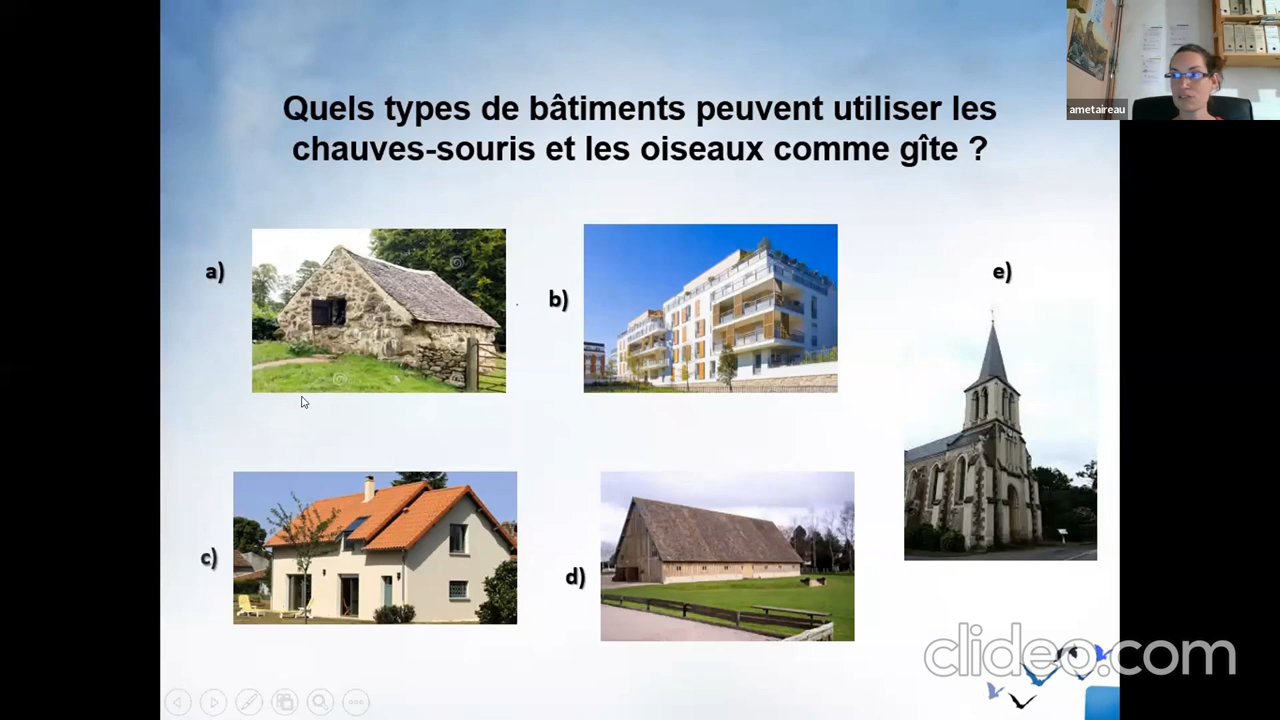 Quels types de bâtiments peuvent utiliser les
chauves-souris et les oiseaux comme gîte ?
ametaireau
a)
b)
e)
c)
d)
clideo.com